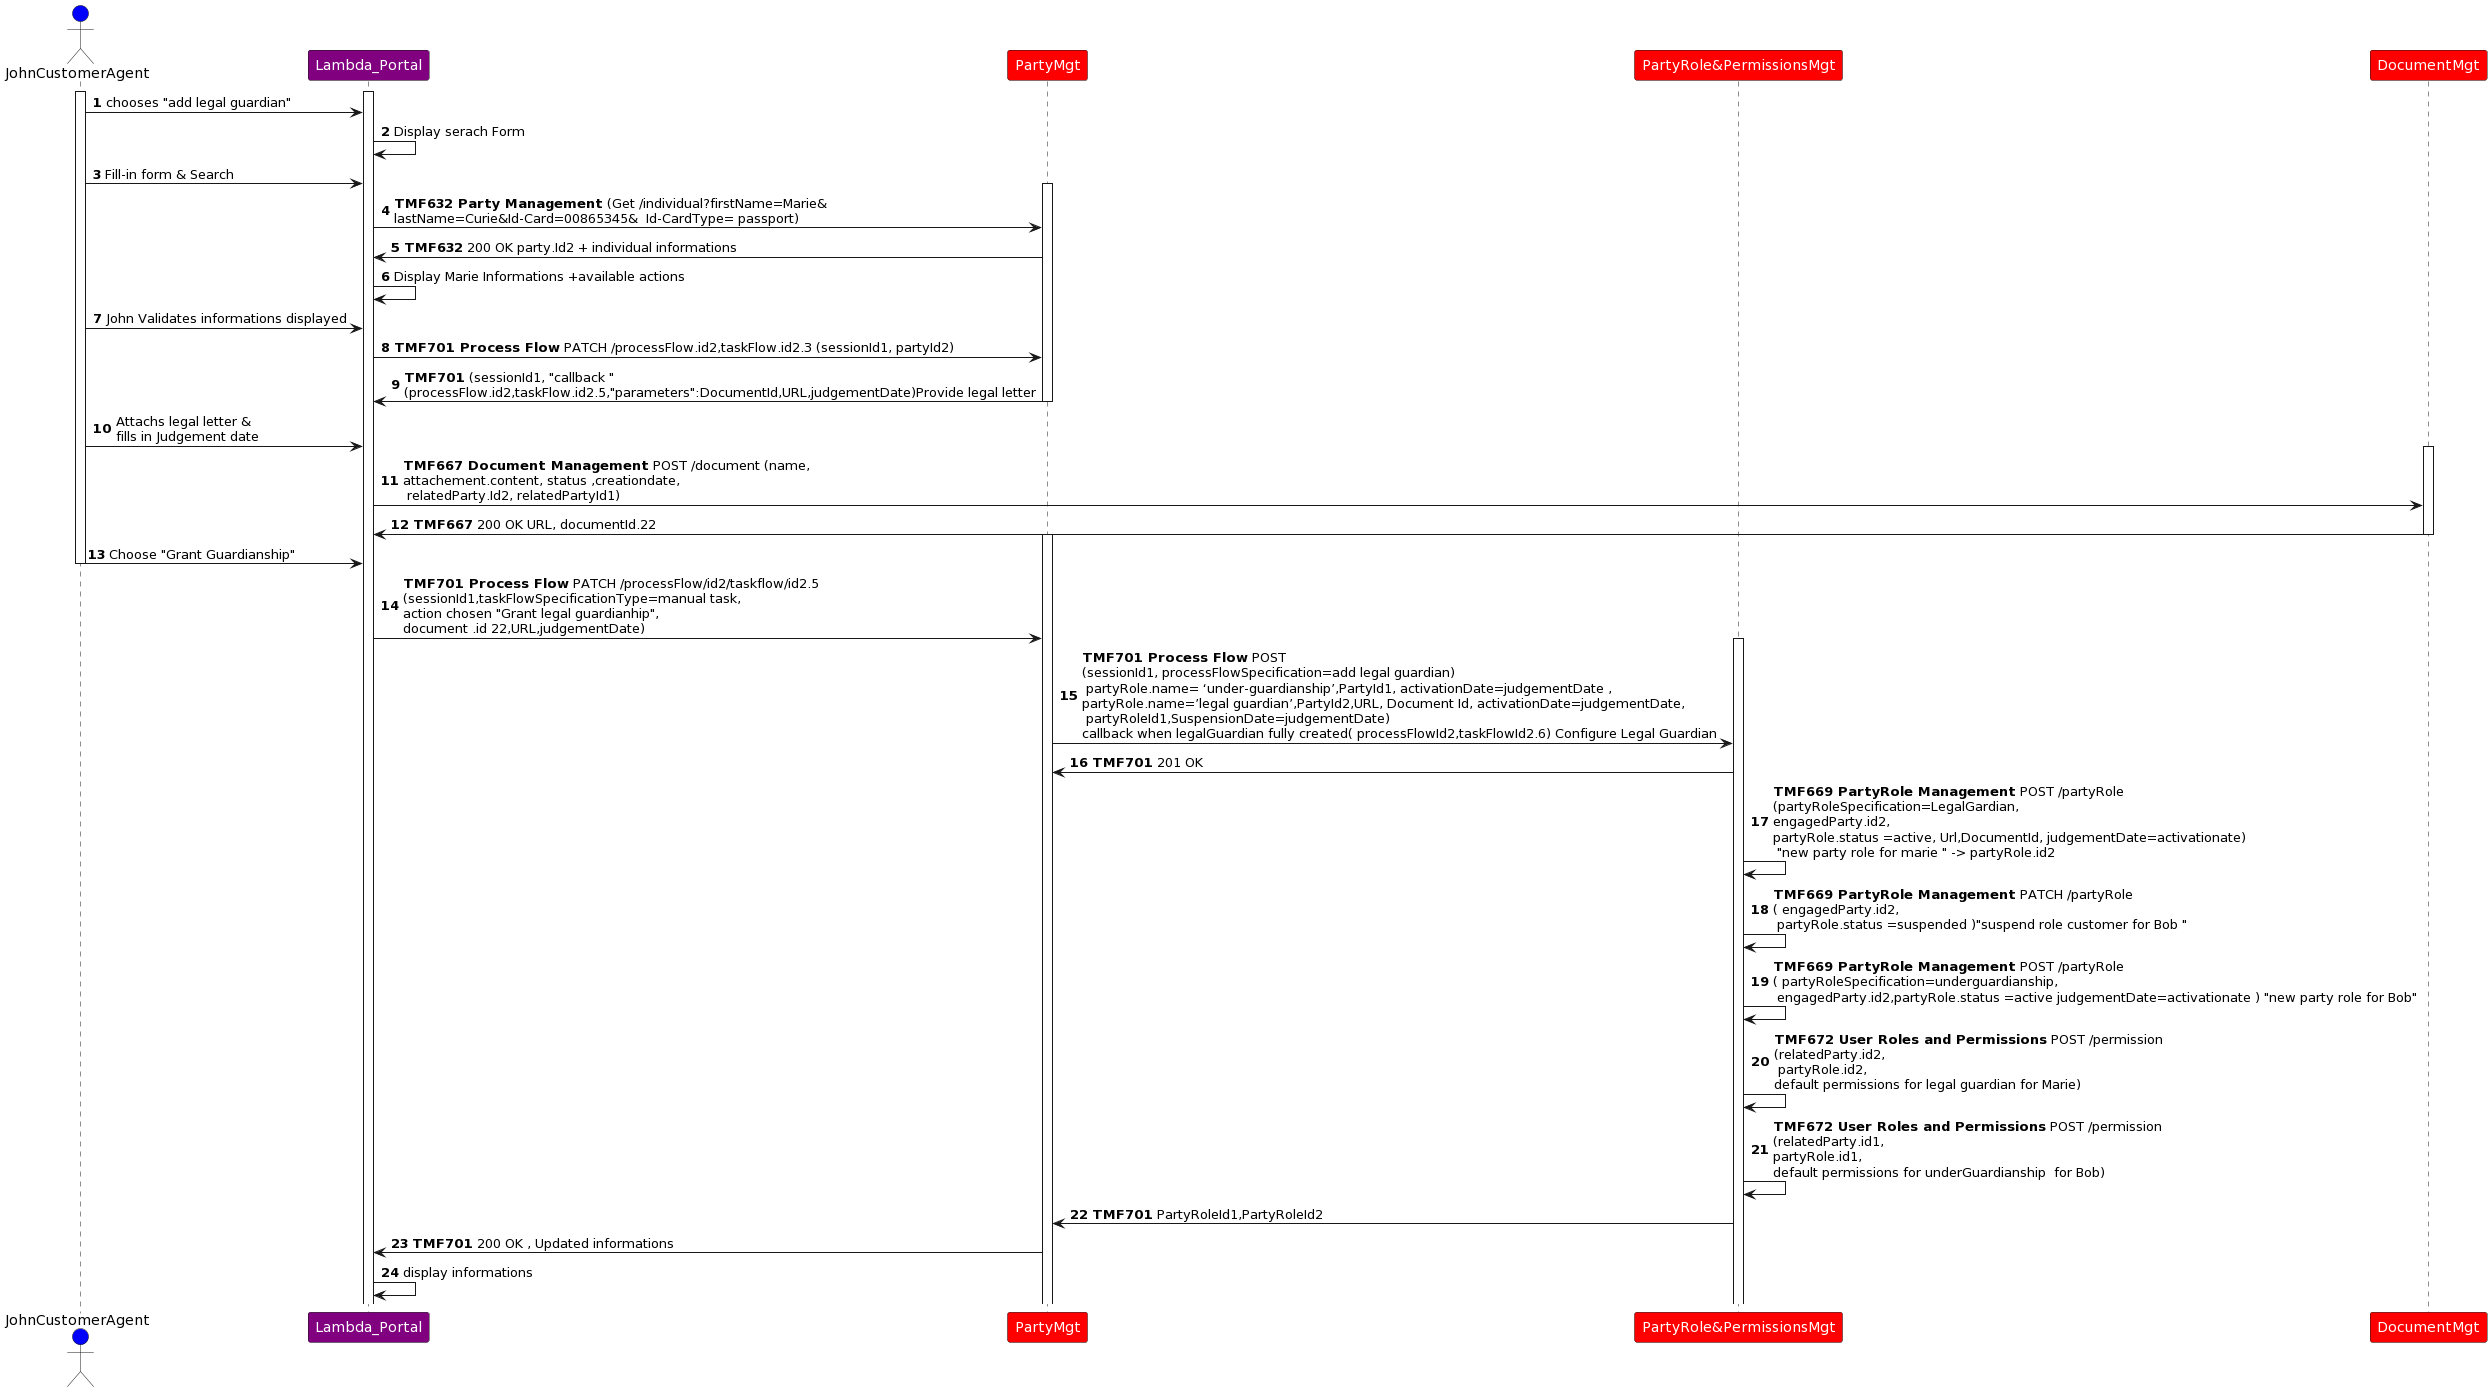 JohnCustomerAgent
Lambda_Portal
PartyMgt
PartyRole&PermissionsMgt
DocumentMgt
1 chooses "add legal guardian"
2 Display serach Form
3 Fill-in form & Search
4 TMF632 Party Management (Get /individual?firstName=Marie&
lastName=Curie&Id-Card=00865345&  Id-CardType= passport)
5 TMF632 200 OK party.Id2 + individual informations
6 Display Marie Informations +available actions
7 John Validates informations displayed
8 TMF701 Process Flow PATCH /processFlow.id2,taskFlow.id2.3 (sessionId1, partyId2)
9 TMF701 (sessionId1, "callback "
(processFlow.id2,taskFlow.id2.5,"parameters":DocumentId,URL,judgementDate)Provide legal letter
10 Attachs legal letter &
fills in Judgement date
11 TMF667 Document Management POST /document (name,
attachement.content, status ,creationdate,
relatedParty.Id2, relatedPartyId1)
12 TMF667 200 OK URL, documentId.22
13 Choose "Grant Guardianship"
14 TMF701 Process Flow PATCH /processFlow/id2/taskflow/id2.5
(sessionId1,taskFlowSpecificationType=manual task,
action chosen "Grant legal guardianhip",
document .id 22,URL,judgementDate)
15 TMF701 Process Flow POST
(sessionId1, processFlowSpecification=add legal guardian)
partyRole.name= ‘under-guardianship’,PartyId1, activationDate=judgementDate ,
partyRole.name=’legal guardian’,PartyId2,URL, Document Id, activationDate=judgementDate,
partyRoleId1,SuspensionDate=judgementDate)
callback when legalGuardian fully created( processFlowId2,taskFlowId2.6) Configure Legal Guardian
16 TMF701 201 OK
17 TMF669 PartyRole Management POST /partyRole
(partyRoleSpecification=LegalGardian,
engagedParty.id2,
partyRole.status =active, Url,DocumentId, judgementDate=activationate)
"new party role for marie " -> partyRole.id2
18 TMF669 PartyRole Management PATCH /partyRole
( engagedParty.id2,
partyRole.status =suspended )"suspend role customer for Bob "
19 TMF669 PartyRole Management POST /partyRole
( partyRoleSpecification=underguardianship,
engagedParty.id2,partyRole.status =active judgementDate=activationate ) "new party role for Bob"
20 TMF672 User Roles and Permissions POST /permission
(relatedParty.id2,
partyRole.id2,
default permissions for legal guardian for Marie)
21 TMF672 User Roles and Permissions POST /permission
(relatedParty.id1,
partyRole.id1,
default permissions for underGuardianship  for Bob)
22 TMF701 PartyRoleId1,PartyRoleId2
23 TMF701 200 OK , Updated informations
24 display informations
JohnCustomerAgent
Lambda_Portal
PartyMgt
PartyRole&PermissionsMgt
DocumentMgt